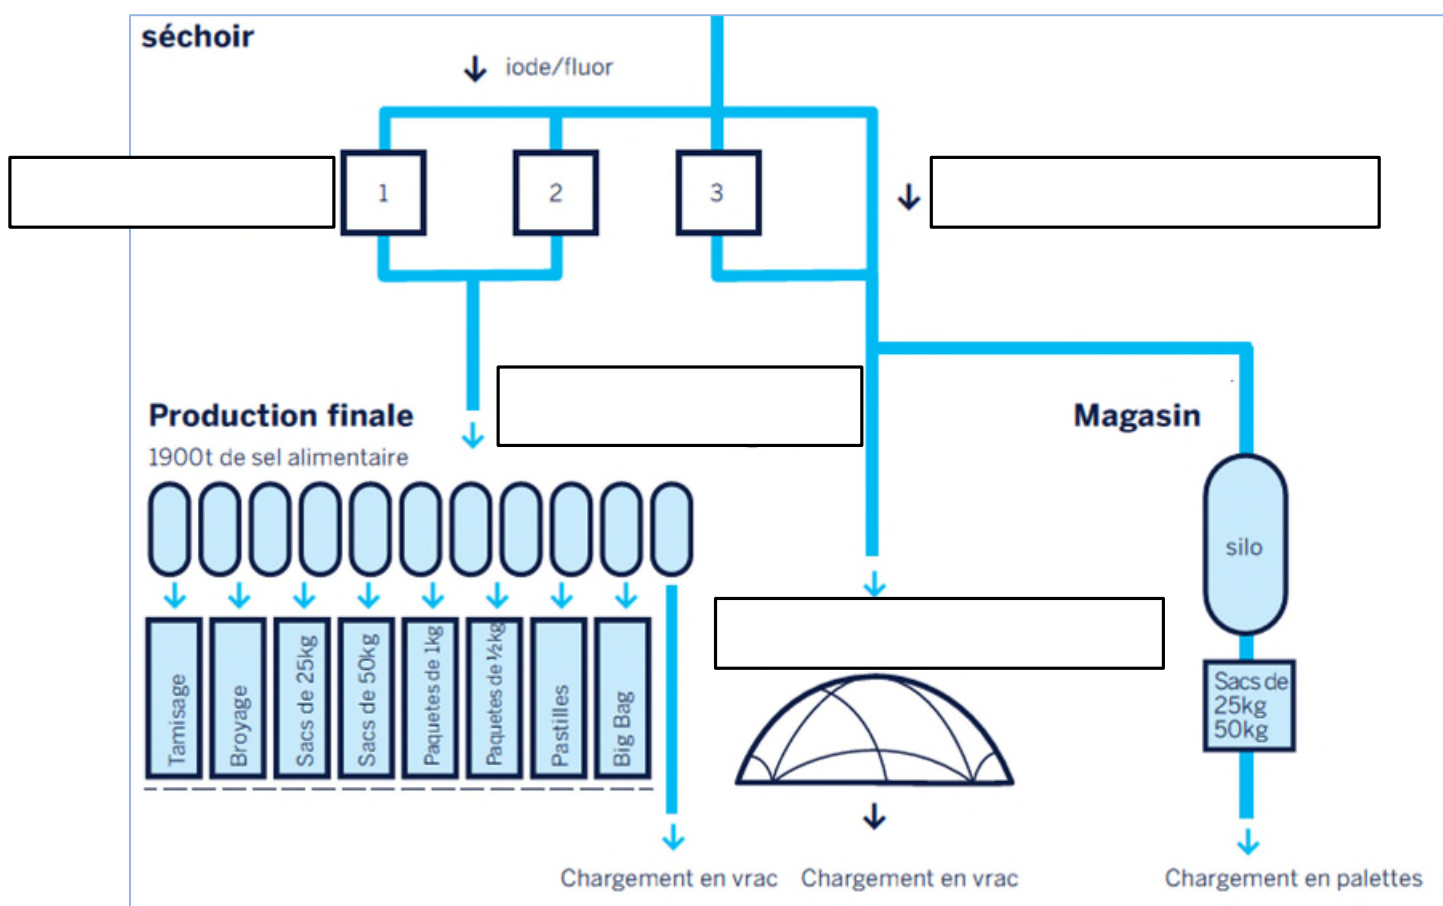 séchoir
iode/fluor
1
2
3
Production finale
1900t de sel alimentaire
Magasin
silo
Tamisage
Broyage
Sacs de 25kg
Sacs de 50kg
Paquetes de 1kg
Paquetes de ½kg
Pastilles
Big Bag
Sacs de
25kg
50kg
Chargement en vrac
Chargement en vrac
Chargement en palettes